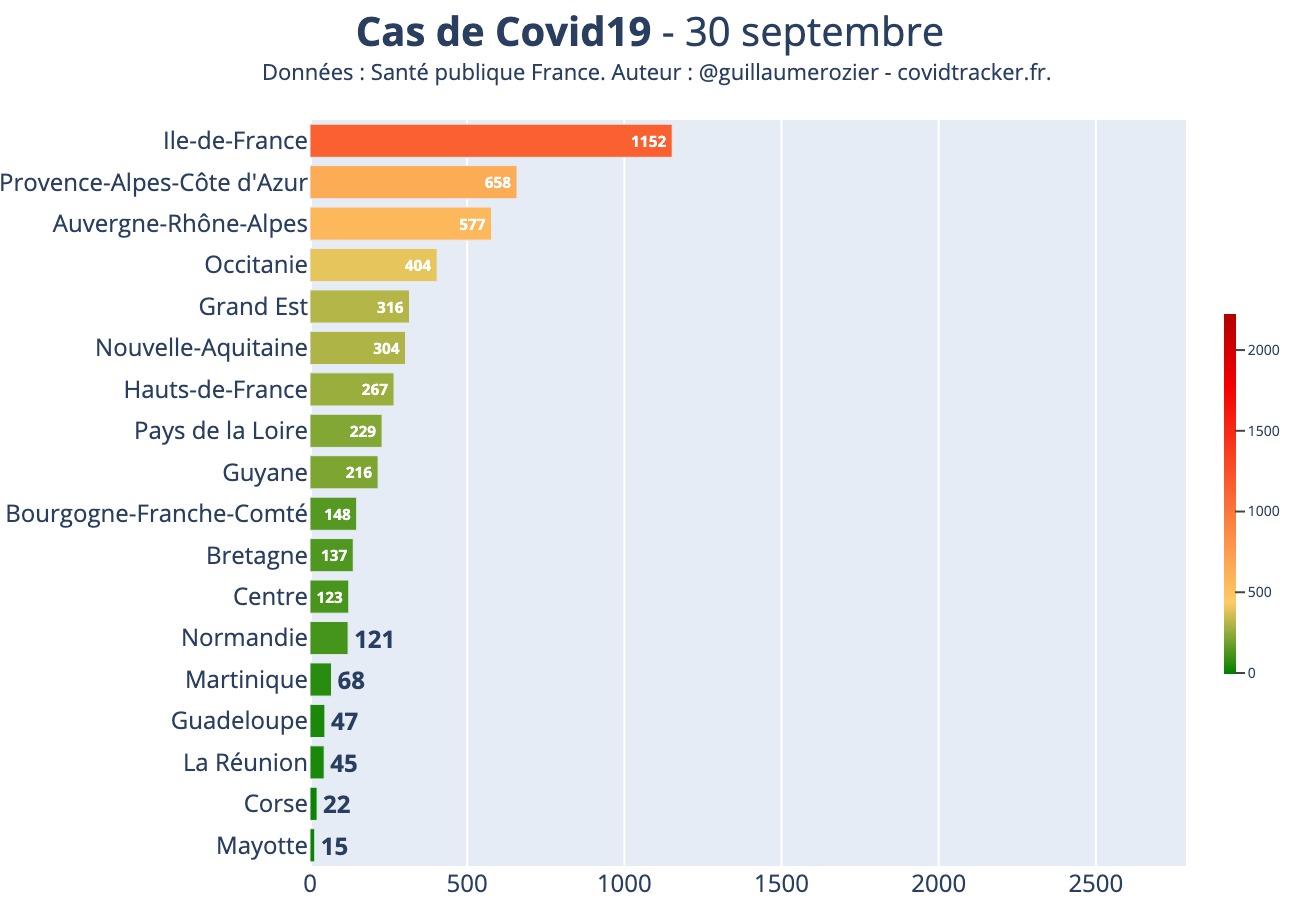 Cas de Covid19 - 30 septembre
Données : Santé publique France. Auteur : @guillaumerozier - covidtracker.fr.
Ile-de-France 1152
Provence-Alpes-Côte d'Azur 658
Auvergne-Rhône-Alpes 577
Occitanie 404
Grand Est 316
Nouvelle-Aquitaine 304
Hauts-de-France 267
Pays de la Loire 229
Guyane 216
Bourgogne-Franche-Comté 148
Bretagne 137
Centre 123
Normandie 121
Martinique 68
Guadeloupe 47
La Réunion 45
Corse 22
Mayotte 15
0 500 1000 1500 2000 2500
2000
1500
1000
500
0